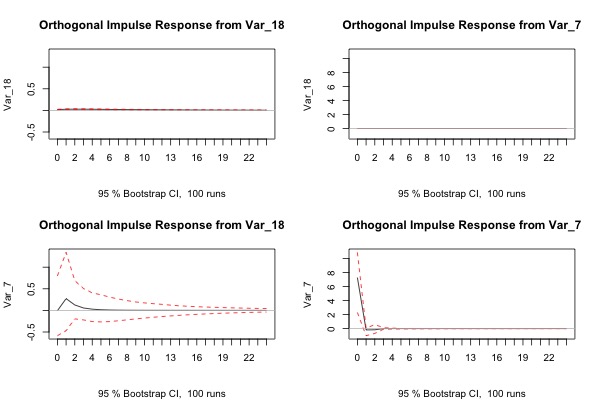 Orthogonal Impulse Response from Var_18
Var_18
0.5
-0.5
0 2 4 6 8 10 13 16 19 22
95 % Bootstrap CI, 100 runs
Orthogonal Impulse Response from Var_7
Var_18
8
6
4
2
0
0 2 4 6 8 10 13 16 19 22
95 % Bootstrap CI, 100 runs
Orthogonal Impulse Response from Var_18
Var_7
0.5
-0.5
0 2 4 6 8 10 13 16 19 22
95 % Bootstrap CI, 100 runs
Orthogonal Impulse Response from Var_7
Var_7
8
6
4
2
0
0 2 4 6 8 10 13 16 19 22
95 % Bootstrap CI, 100 runs